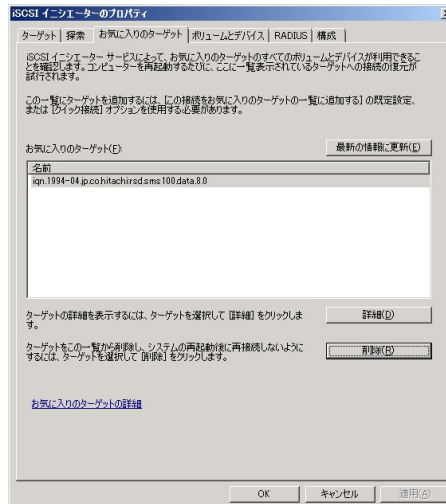 iSCSI イニシエーターのプロパティ
ターゲット 探索 お気に入りのターゲット ボリュームとデバイス RADIUS 構成
iSCSI イニシエーター サービスによって、お気に入りのターゲットのすべてのボリュームとデバイスが利用できるこ
とを確認します。コンピューターを再起動するたびに、ここに一覧表示されているターゲットへの接続の復元が
試行されます。
この一覧にターゲットを追加するには、[この接続をお気に入りのターゲットの一覧に追加する] の既定設定、
または [クイック接続] オプションを使用する必要があります。
お気に入りのターゲット(F):
最新の情報に更新(E)
名前
iqn.1994-04.jp.co.hitachi:rsd.sms100.data.8.0
ターゲットの詳細を表示するには、ターゲットを選択して [詳細] をクリックしま
す。
詳細(D)
ターゲットをこの一覧から削除し、システムの再起動後に再接続しないように
するには、ターゲットを選択して [削除] をクリックします。
削除(R)
お気に入りのターゲットの詳細
OK キャンセル 適用(A)